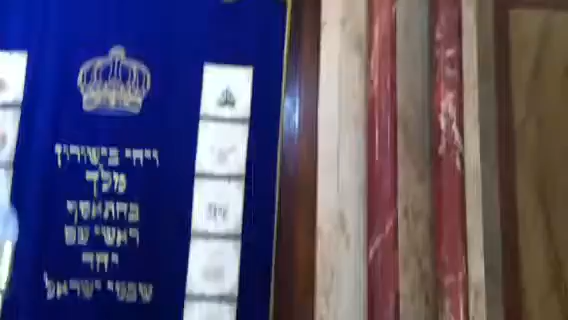 ויהי בישורון
מלך
בהתאסף
ראשי עם
יחד
שבטי ישראל